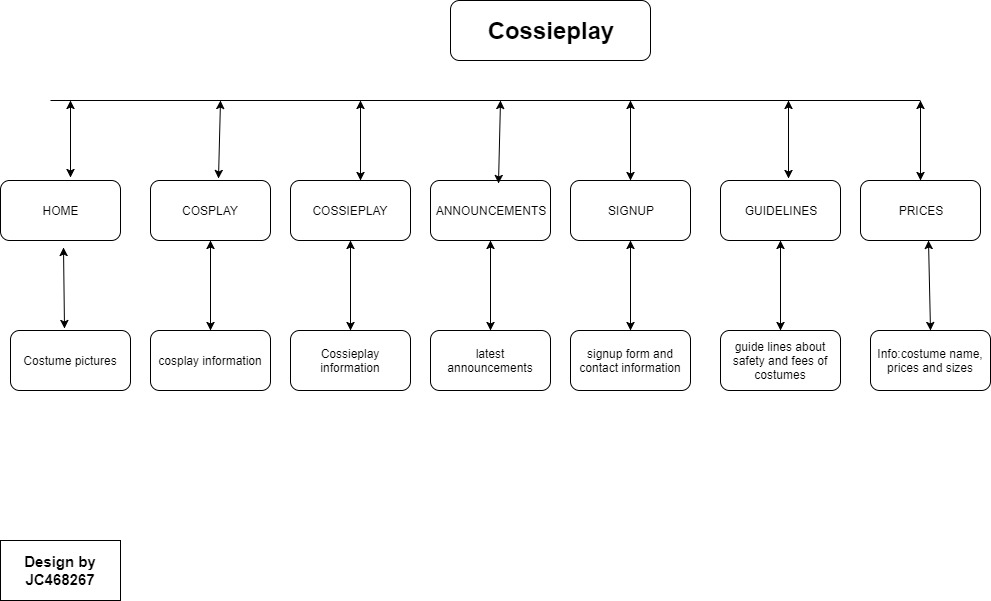 Cossieplay
HOME
COSPLAY
COSSIEPLAY
ANNOUNCEMENTS
SIGNUP
GUIDELINES
PRICES
Costume pictures
cosplay information
Cossieplay
information
latest
announcements
signup form and
contact information
guide lines about
safety and fees of
costumes
Info:costume name,
prices and sizes
Design by
JC468267